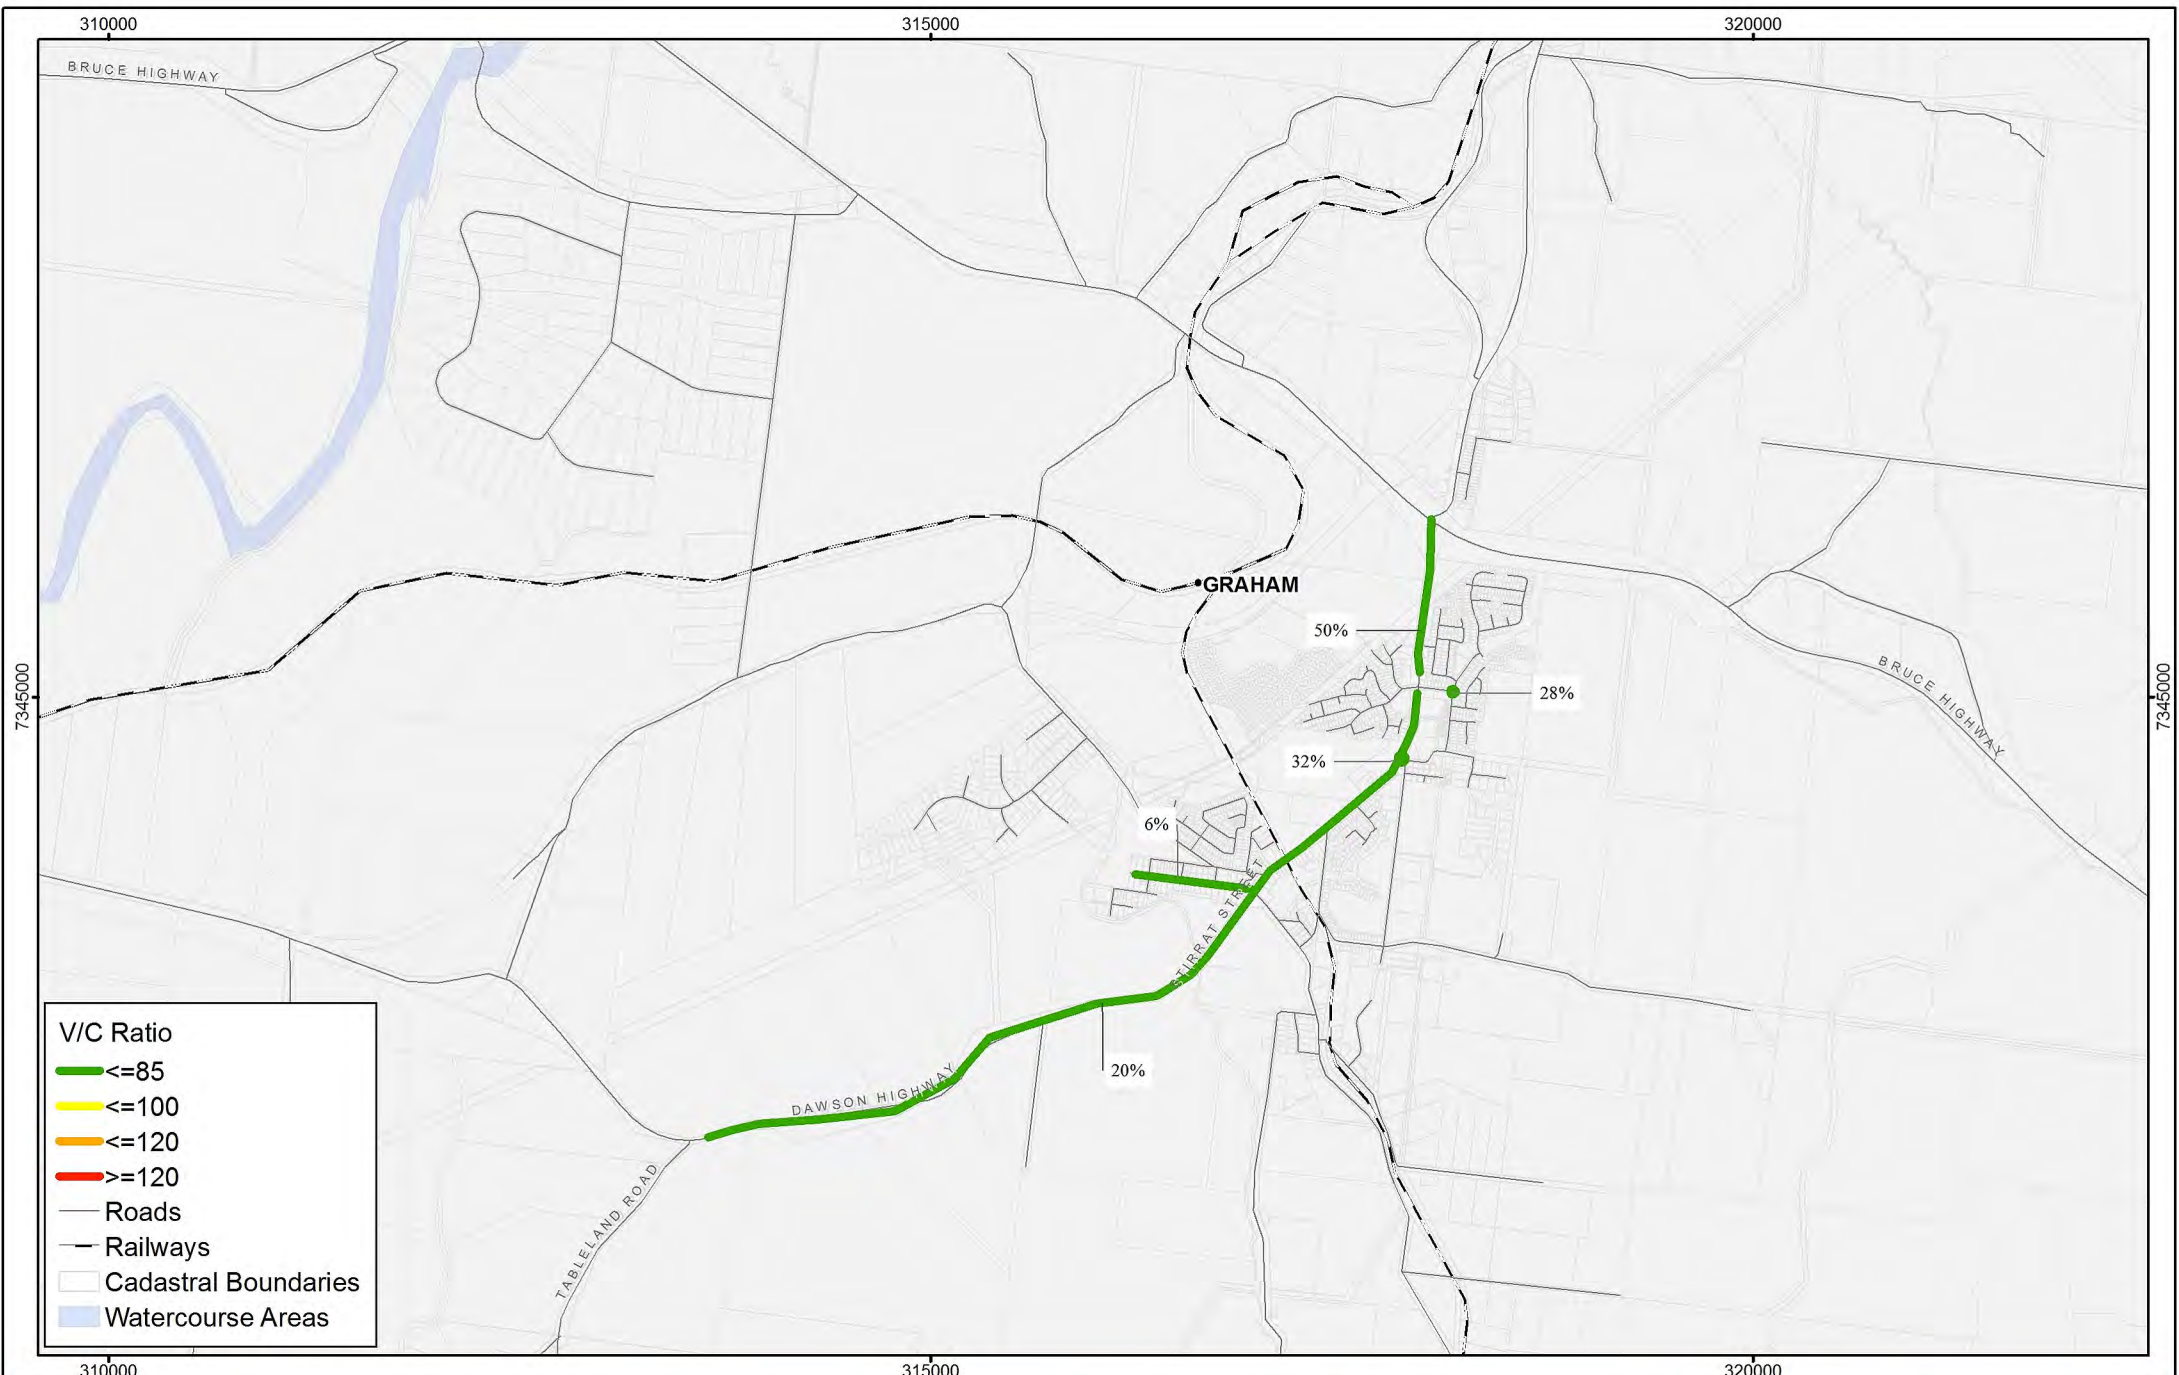 310000
315000
320000
BRUCE HIGHWAY
GRAHAM
50%
7345000
28%
7345000
BRUCE HIGHWAY
32%
6%
STIRRAT STREET
20%
DAWSON HIGHWAY
TABLELAND ROAD
V/C Ratio
<=85
<=100
<=120
>=120
Roads
Railways
Cadastral Boundaries
Watercourse Areas
310000
315000
320000